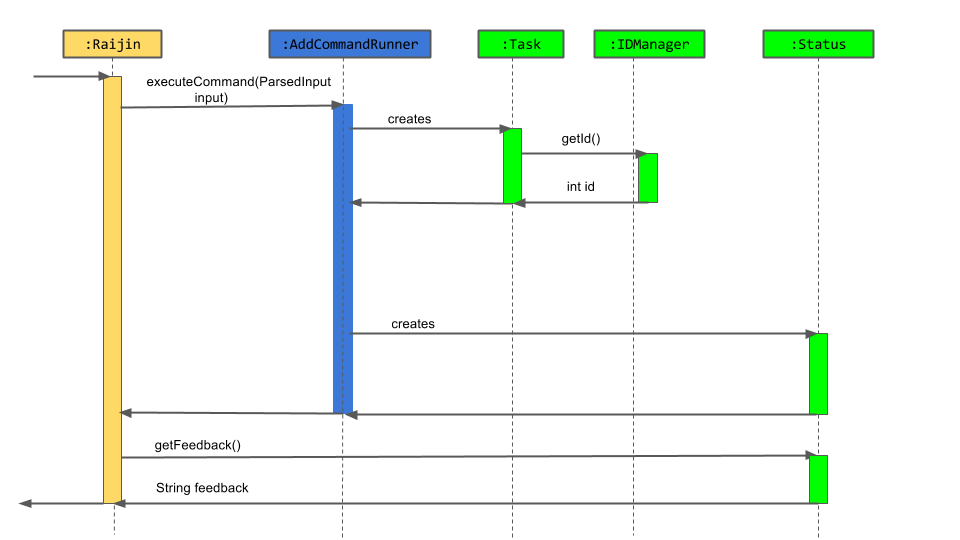 :Raijin
:AddCommandRunner
:Task
:IDManager
:Status
executeCommand(ParsedInput
input)
creates
getId()
int id
creates
getFeedback()
String feedback